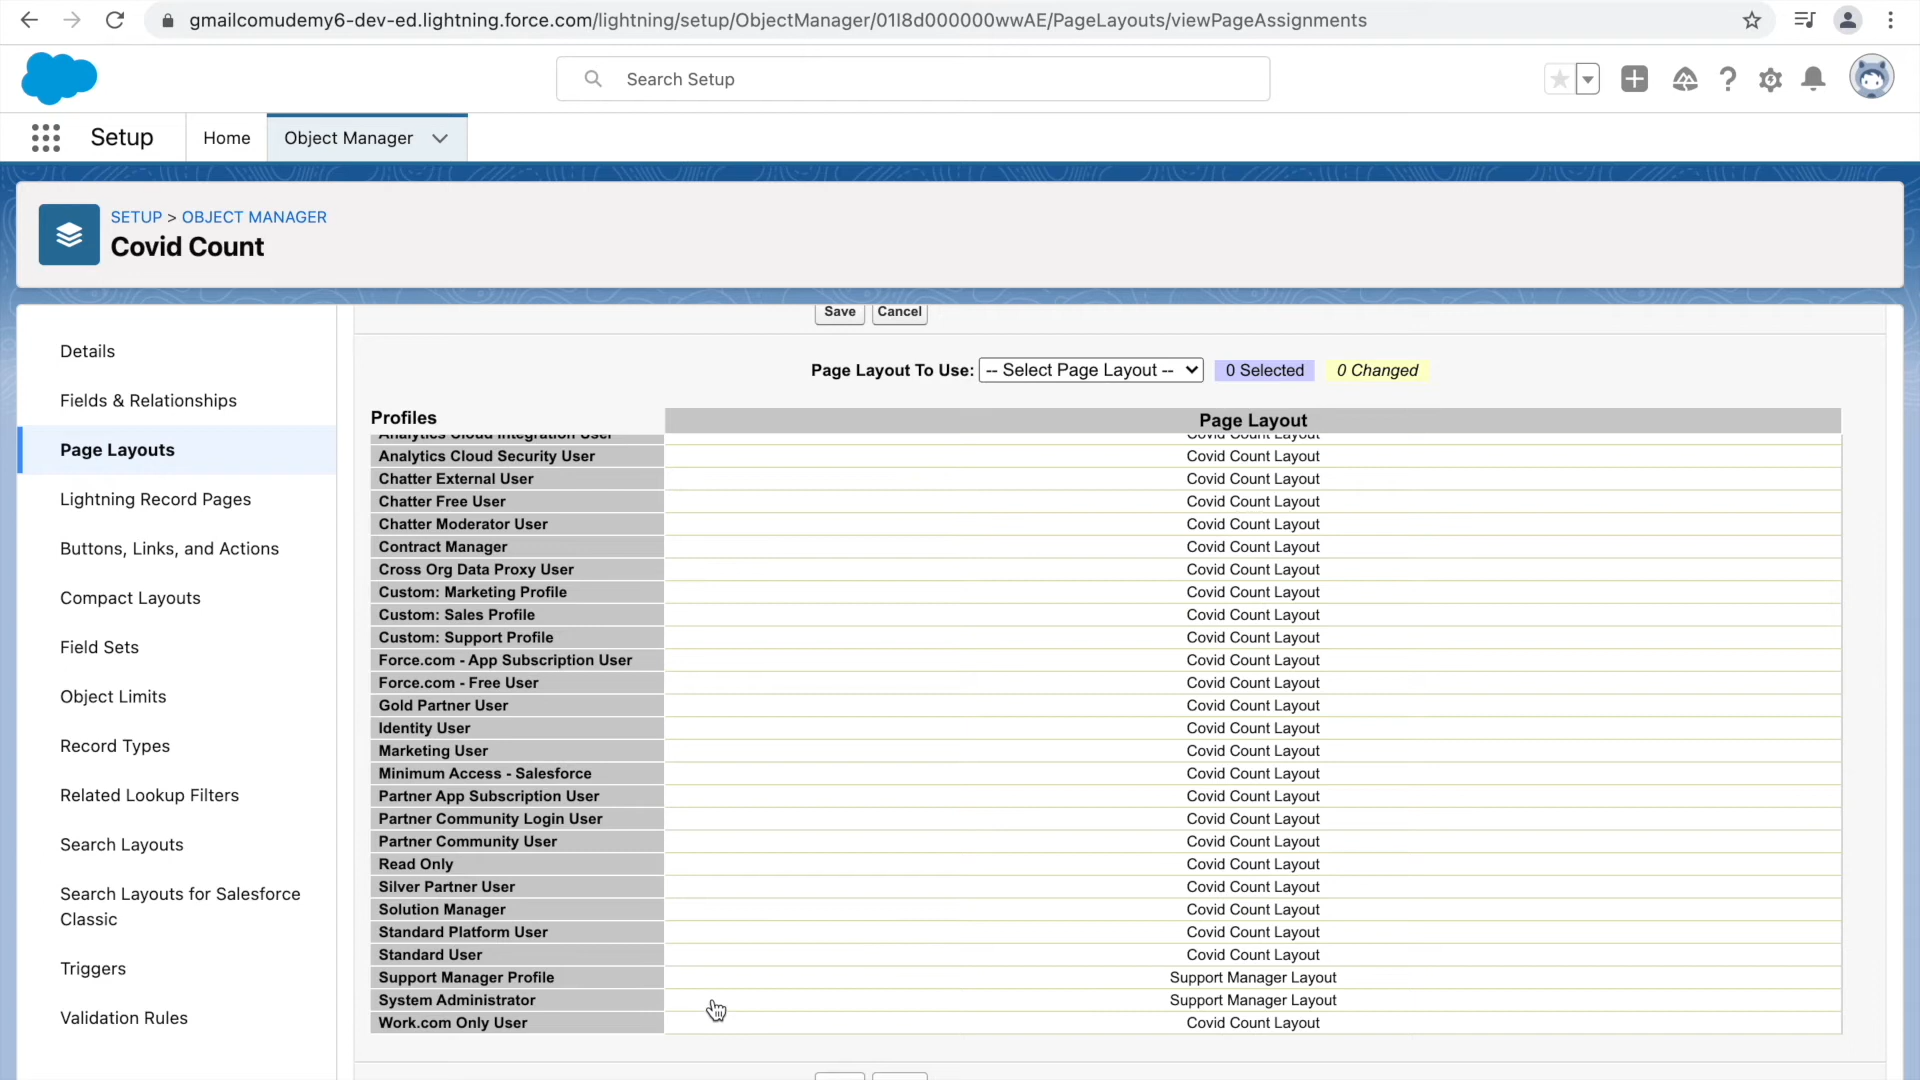 gmailcomudemy6-dev-ed.lightning.force.com/lightning/setup/ObjectManager/01I8d000000wwAE/PageLayouts/viewPageAssignments
Search Setup
Setup
Home
Object Manager
SETUP > OBJECT MANAGER
Covid Count
Details
Fields & Relationships
Page Layouts
Lightning Record Pages
Buttons, Links, and Actions
Compact Layouts
Field Sets
Object Limits
Record Types
Related Lookup Filters
Search Layouts
Search Layouts for Salesforce
Classic
Triggers
Validation Rules
Save Cancel
Page Layout To Use: -- Select Page Layout -- 0 Selected 0 Changed
Profiles Page Layout
Analytics Cloud Integration User Covid Count Layout
Analytics Cloud Security User Covid Count Layout
Chatter External User Covid Count Layout
Chatter Free User Covid Count Layout
Chatter Moderator User Covid Count Layout
Contract Manager Covid Count Layout
Cross Org Data Proxy User Covid Count Layout
Custom: Marketing Profile Covid Count Layout
Custom: Sales Profile Covid Count Layout
Custom: Support Profile Covid Count Layout
Force.com - App Subscription User Covid Count Layout
Force.com - Free User Covid Count Layout
Gold Partner User Covid Count Layout
Identity User Covid Count Layout
Marketing User Covid Count Layout
Minimum Access - Salesforce Covid Count Layout
Partner App Subscription User Covid Count Layout
Partner Community Login User Covid Count Layout
Partner Community User Covid Count Layout
Read Only Covid Count Layout
Silver Partner User Covid Count Layout
Solution Manager Covid Count Layout
Standard Platform User Covid Count Layout
Standard User Covid Count Layout
Support Manager Profile Support Manager Layout
System Administrator Support Manager Layout
Work.com Only User Covid Count Layout